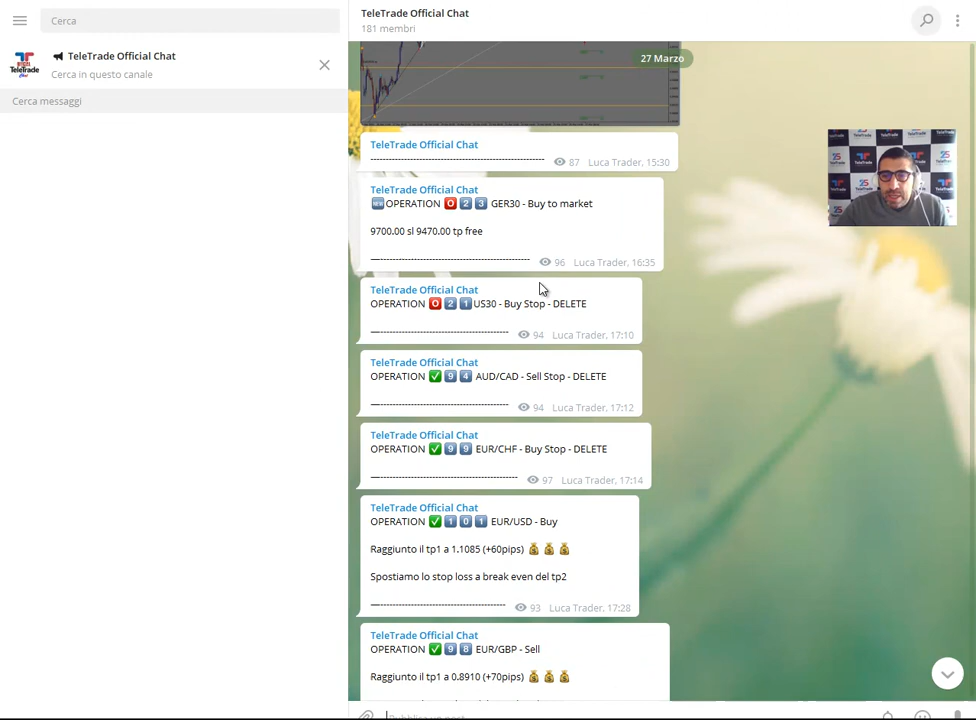 Cerca
TeleTrade Official Chat
181 membri
TeleTrade Official Chat
Cerca in questo canale
Cerca messaggi
27 Marzo
TeleTrade Official Chat
------------------------------------------------ 87 Luca Trader, 15:30
TeleTrade Official Chat
🆕OPERATION 🅾 2️⃣ 3️⃣ GER30 - Buy to market
9700.00 sl 9470.00 tp free
—------------------------------------------ 96 Luca Trader, 16:35
TeleTrade Official Chat
OPERATION 🅾 2️⃣ 1️⃣ US30 - Buy Stop - DELETE
—------------------------------------ 94 Luca Trader, 17:10
TeleTrade Official Chat
OPERATION ✅ 9️⃣ 4️⃣ AUD/CAD - Sell Stop - DELETE
—------------------------------------ 94 Luca Trader, 17:12
TeleTrade Official Chat
OPERATION ✅ 9️⃣ 9️⃣ EUR/CHF - Buy Stop - DELETE
—--------------------------------------- 97 Luca Trader, 17:14
TeleTrade Official Chat
OPERATION ✅ 1️⃣ 0️⃣ 1️⃣ EUR/USD - Buy
Raggiunto il tp1 a 1.1085 (+60pips) 💰 💰 💰
Spostiamo lo stop loss a break even del tp2
—----------------------------------- 93 Luca Trader, 17:28
TeleTrade Official Chat
OPERATION ✅ 9️⃣ 8️⃣ EUR/GBP - Sell
Raggiunto il tp1 a 0.8910 (+70pips) 💰 💰 💰
Pubblica un post